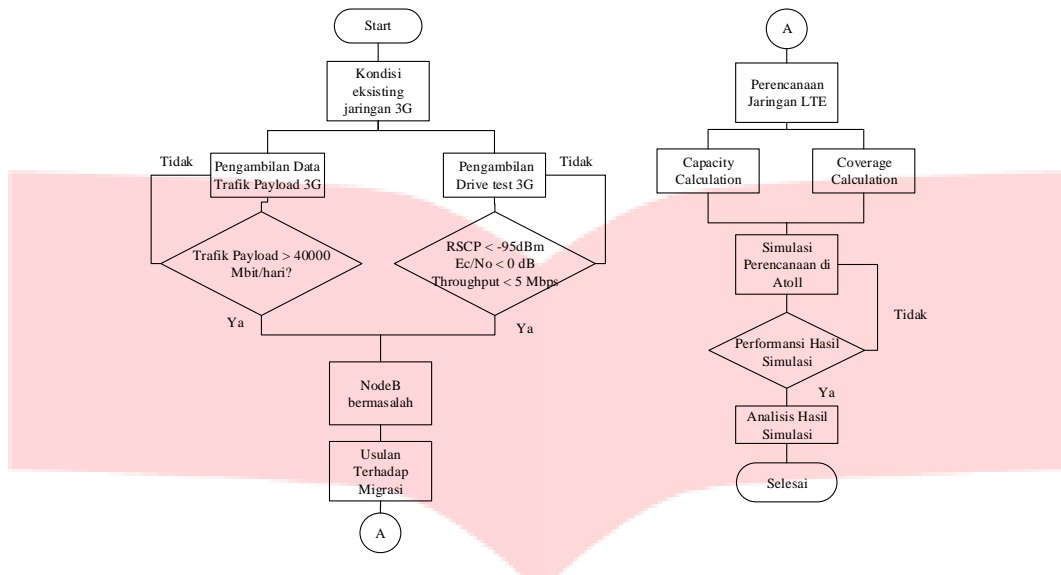 Start
Kondisi
eksisting
jaringan 3G
Tidak
Pengambilan Data
Trafik Payload 3G
Pengambilan
Drive test 3G
Tidak
Trafik Payload > 40000
Mbit/hari?
RSCP < -95dBm
Ec/No < 0 dB
Throughput < 5 Mbps
Ya
Ya
NodeB
bermasalah
Usulan
Terhadap
Migrasi
A
A
Perencanaan
Jaringan LTE
Capacity
Calculation
Coverage
Calculation
Simulasi
Perencanaan di
Atoll
Tidak
Performansi Hasil
Simulasi
Ya
Analisis Hasil
Simulasi
Selesai